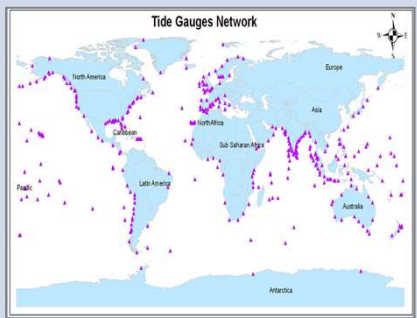 Tide Gauges Network
N
W E
S
North America
Europe
Asia
Caribbean
North Africa
Sub Saharan Africa
Pacific
Latin America
Australia
Antarctica